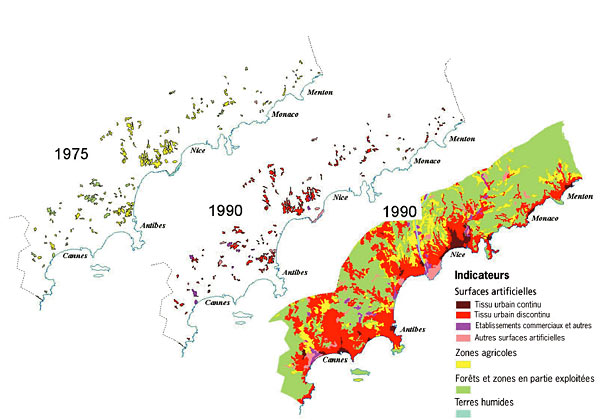 1975
Menton
Monaco
Nice
Antibes
Cannes
1990
Menton
Monaco
Nice
Antibes
Cannes
1990
Menton
Monaco
Nice
Antibes
Cannes
Indicateurs
Surfaces artificielles
Tissu urbain continu
Tissu urbain discontinu
Etablissements commerciaux et autres
Autres surfaces artificielles
Zones agricoles
Forêts et zones en partie exploitées
Terres humides